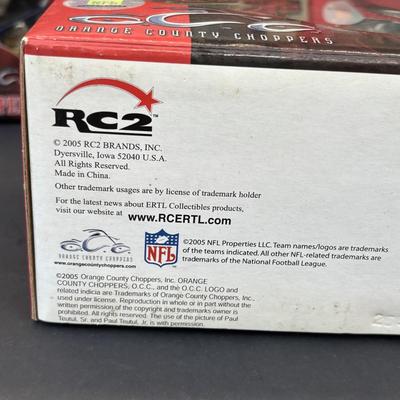 NFL
ORANGE COUNTY CHOPPERS
RC2™
© 2005 RC2 BRANDS, INC.
Dyersville, Iowa 52040 U.S.A.
All Rights Reserved.
Made in China.
Other trademark usages are by license of trademark holder
For the latest news about ERTL Collectibles products,
visit our website at www.RCERTL.com
ORANGE COUNTY CHOPPERS
www.orangecountychoppers.com
NFL
©2005 NFL Properties LLC. Team names/logos are trademarks
of the teams indicated. All other NFL-related trademarks are
trademarks of the National Football League.
©2005 Orange County Choppers, Inc. ORANGE
COUNTY CHOPPERS, O.C.C., and the O.C.C. LOGO and
related indicia are Trademarks of Orange County Choppers, Inc.
used under license. Reproduction in whole or in part without the
written permission of the copyright and trademark owners is
prohibited. All rights reserved. The use of the picture of Paul
Teutul, Sr. and Paul Teutul, Jr. is with permission.